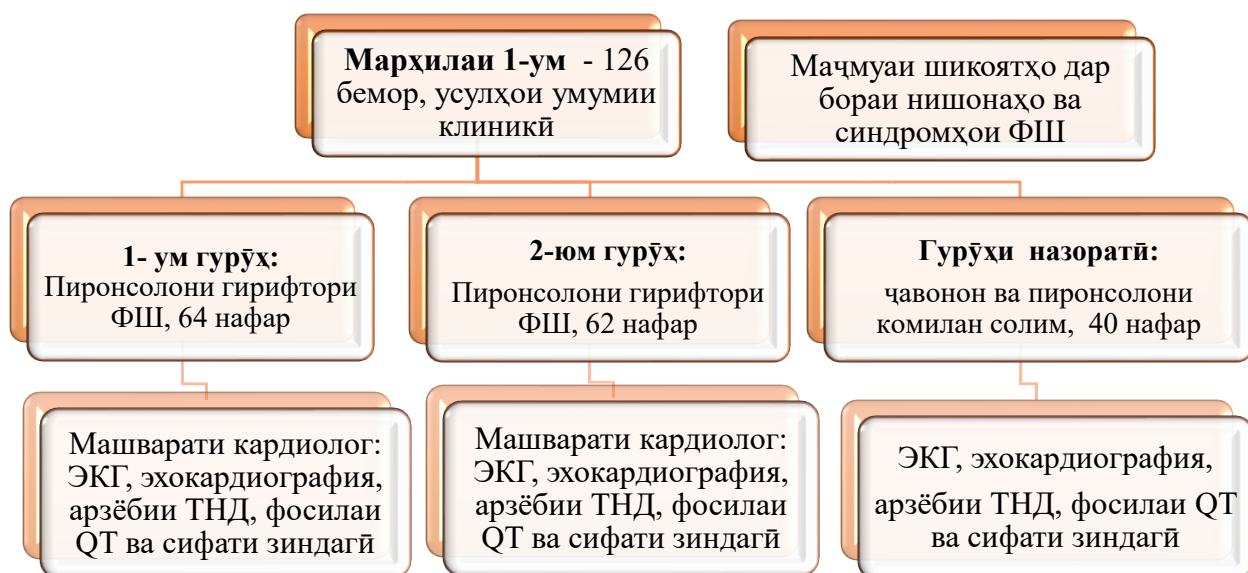 Марҳилаи 1-ум - 126
бемор, усулҳои умумии
клиникӣ
Маҷмуаи шикоятҳо дар
бораи нишонаҳо ва
синдромҳои ФШ
1- ум гурӯҳ:
Пиронсолони гирифтори
ФШ, 64 нафар
2-юм гурӯҳ:
Пиронсолони гирифтори
ФШ, 62 нафар
Гурӯҳи назоратӣ:
ҷавонон ва пиронсолони
комилан солим, 40 нафар
Машварати кардиолог:
ЭКГ, эхокардиография,
арзёбии ТНД, фосилаи
QT ва сифати зиндагӣ
Машварати кардиолог:
ЭКГ, эхокардиография,
арзёбии ТНД, фосилаи
QT ва сифати зиндагӣ
ЭКГ, эхокардиография,
арзёбии ТНД, фосилаи QT
ва сифати зиндагӣ